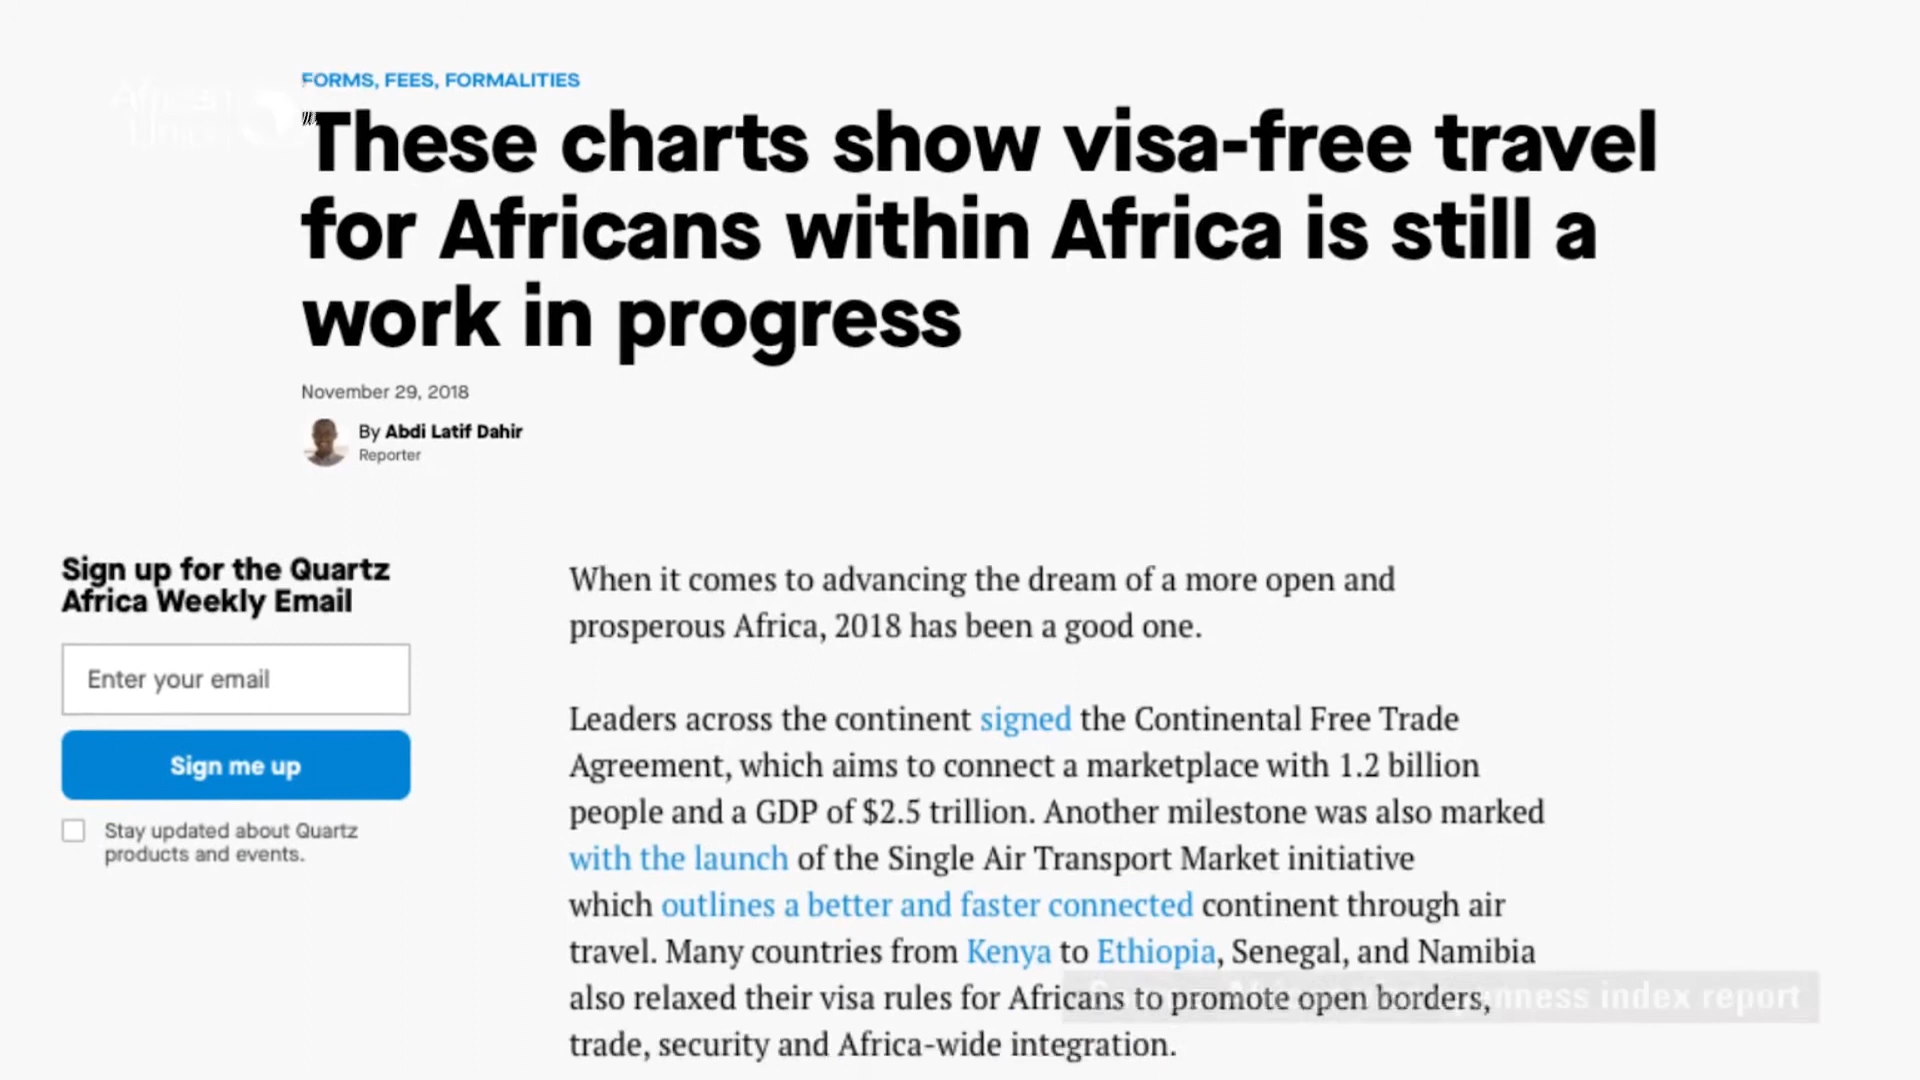 FORMS, FEES, FORMALITIES
These charts show visa-free travel
for Africans within Africa is still a
work in progress
November 29, 2018
By Abdi Latif Dahir
Reporter
Sign up for the Quartz
Africa Weekly Email
Enter your email
Sign me up
Stay updated about Quartz
products and events.
When it comes to advancing the dream of a more open and
prosperous Africa, 2018 has been a good one.
Leaders across the continent signed the Continental Free Trade
Agreement, which aims to connect a marketplace with 1.2 billion
people and a GDP of $2.5 trillion. Another milestone was also marked
with the launch of the Single Air Transport Market initiative
which outlines a better and faster connected continent through air
travel. Many countries from Kenya to Ethiopia, Senegal, and Namibia
also relaxed their visa rules for Africans to promote open borders,
index report
trade, security and Africa-wide integration.